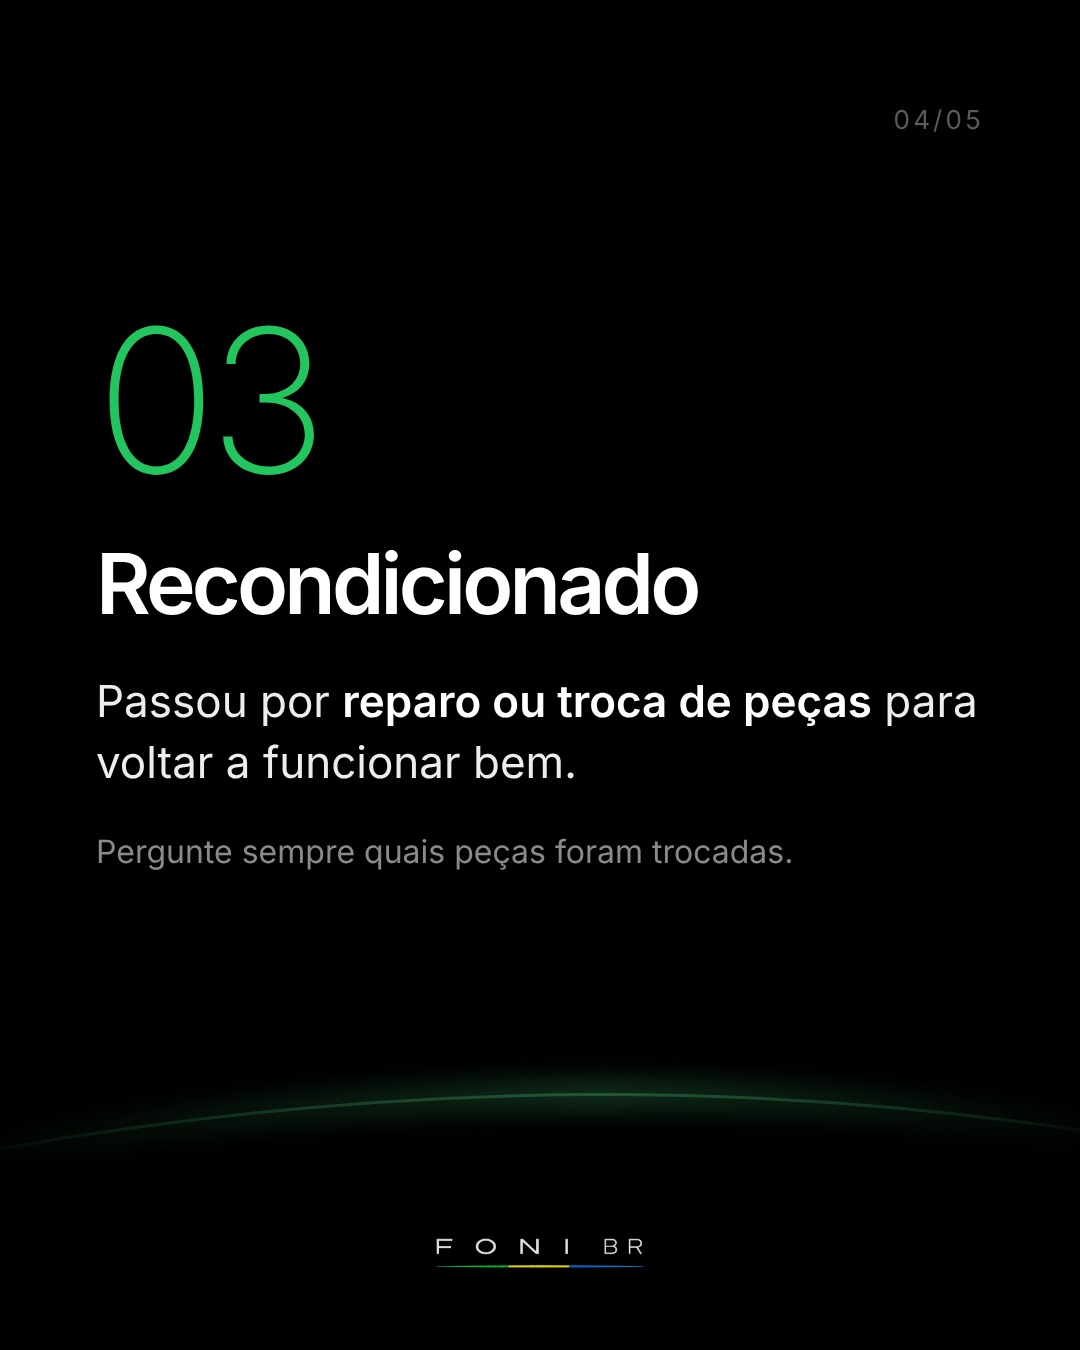 04/05
03
Recondicionado
Passou por reparo ou troca de peças para
voltar a funcionar bem.
Pergunte sempre quais peças foram trocadas.
FONI BR